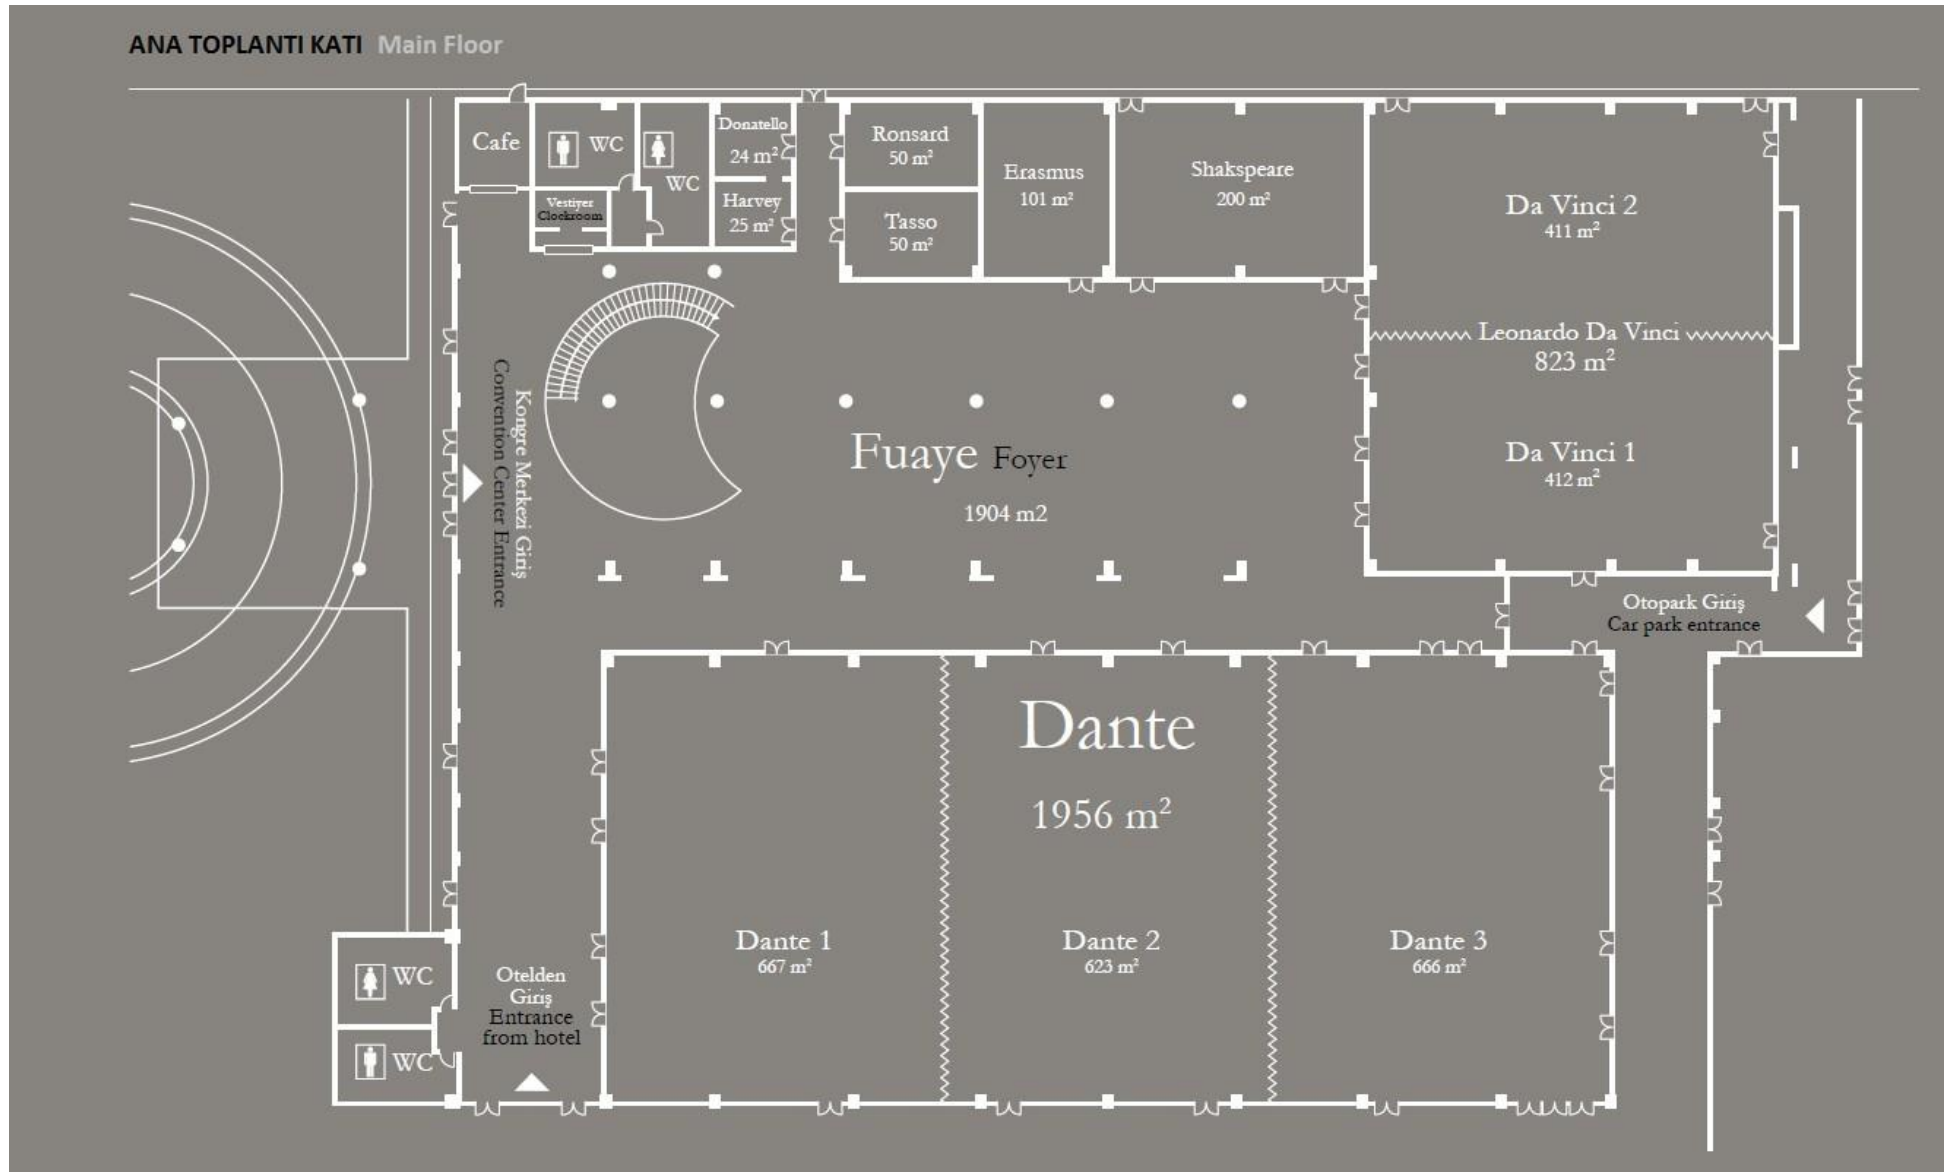 ANA TOPLANTI KATI Main Floor
Cafe
WC
WC
Vestiyer
Clockroom
Donatello
24 m²
Harvey
25 m²
Ronsard
50 m²
Tasso
50 m²
Erasmus
101 m²
Shakspeare
200 m²
Da Vinci 2
411 m²
Leonardo Da Vinci
823 m²
Da Vinci 1
412 m²
Kongre Merkezi Giriş
Convention Center Entrance
Fuaye Foyer
1904 m2
Otopark Giriş
Car park entrance
Dante
1956 m²
Dante 1
667 m²
Dante 2
623 m²
Dante 3
666 m²
WC
WC
Otelden
Giriş
Entrance
from hotel